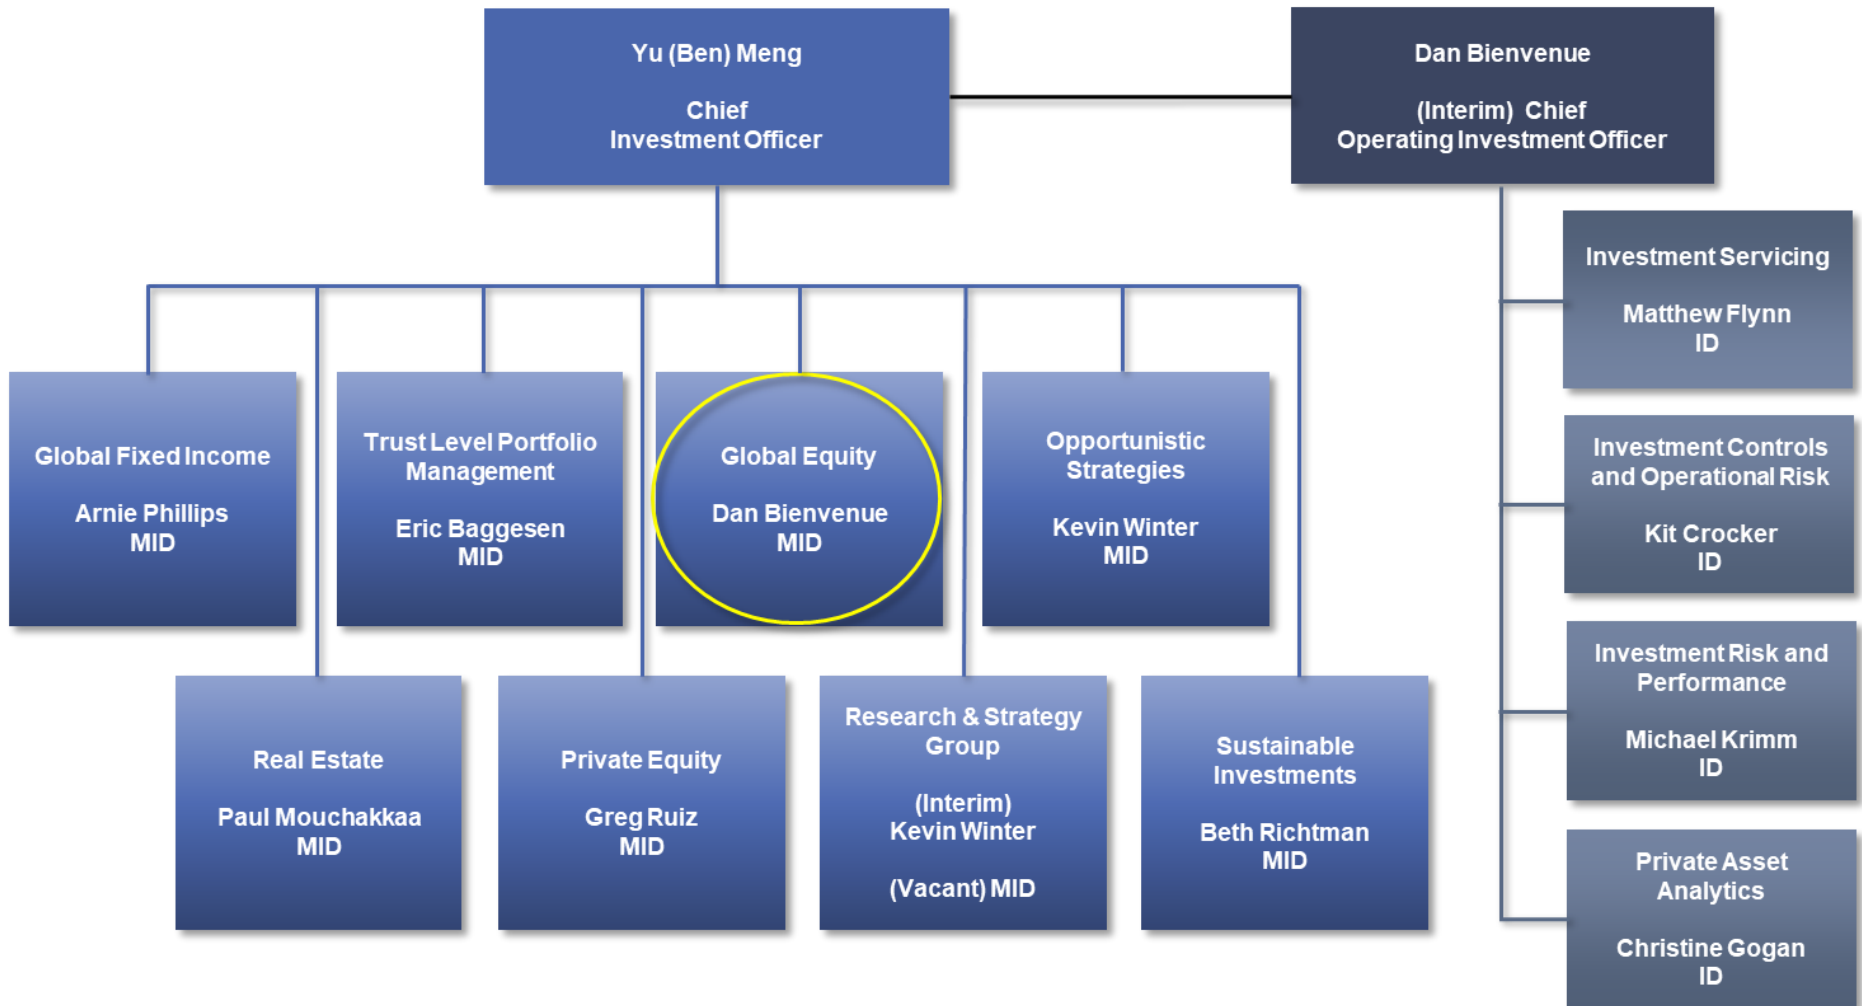 Yu (Ben) Meng
Chief
Investment Officer
Dan Bienvenue
(Interim) Chief
Operating Investment Officer
Global Fixed Income
Arnie Phillips
MID
Trust Level Portfolio
Management
Eric Baggesen
MID
Global Equity
Dan Bienvenue
MID
Opportunistic
Strategies
Kevin Winter
MID
Real Estate
Paul Mouchakkaa
MID
Private Equity
Greg Ruiz
MID
Research & Strategy
Group
(Interim)
Kevin Winter
(Vacant) MID
Sustainable
Investments
Beth Richtman
MID
Investment Servicing
Matthew Flynn
ID
Investment Controls
and Operational Risk
Kit Crocker
ID
Investment Risk and
Performance
Michael Krimm
ID
Private Asset
Analytics
Christine Gogan
ID